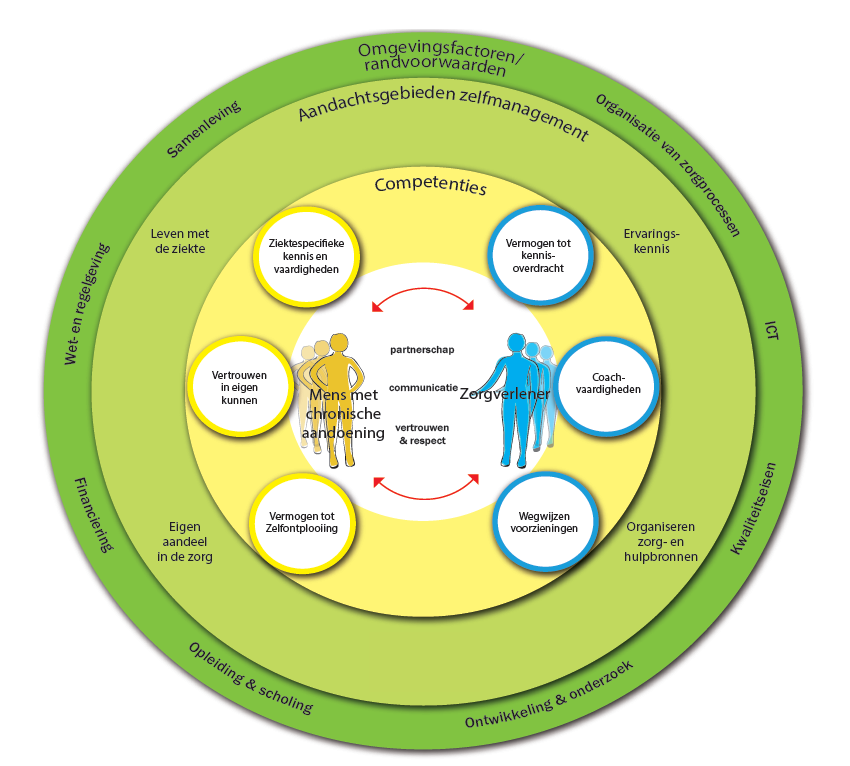 Omgevingsfactoren/
randvoorwaarden
Aandachtsgebieden zelfmanagement
Competenties
Samenleving
Organisatie van zorgprocessen
Wet- en regelgeving
ICT
Financiering
Kwaliteitseisen
Opleiding & scholing
Ontwikkeling & onderzoek
Leven met
de ziekte
Ervarings-
kennis
Eigen
aandeel
in de zorg
Organiseren
zorg- en
hulpbronnen
Ziektespecifieke
kennis en
vaardigheden
Vermogen tot
kennis-
overdracht
Vertrouwen
in eigen
kunnen
Coach-
vaardigheden
Vermogen tot
Zelfontplooiing
Wegwijzen
voorzieningen
partnerschap
communicatie
vertrouwen
& respect
Mens met
chronische
aandoening
Zorgverlener